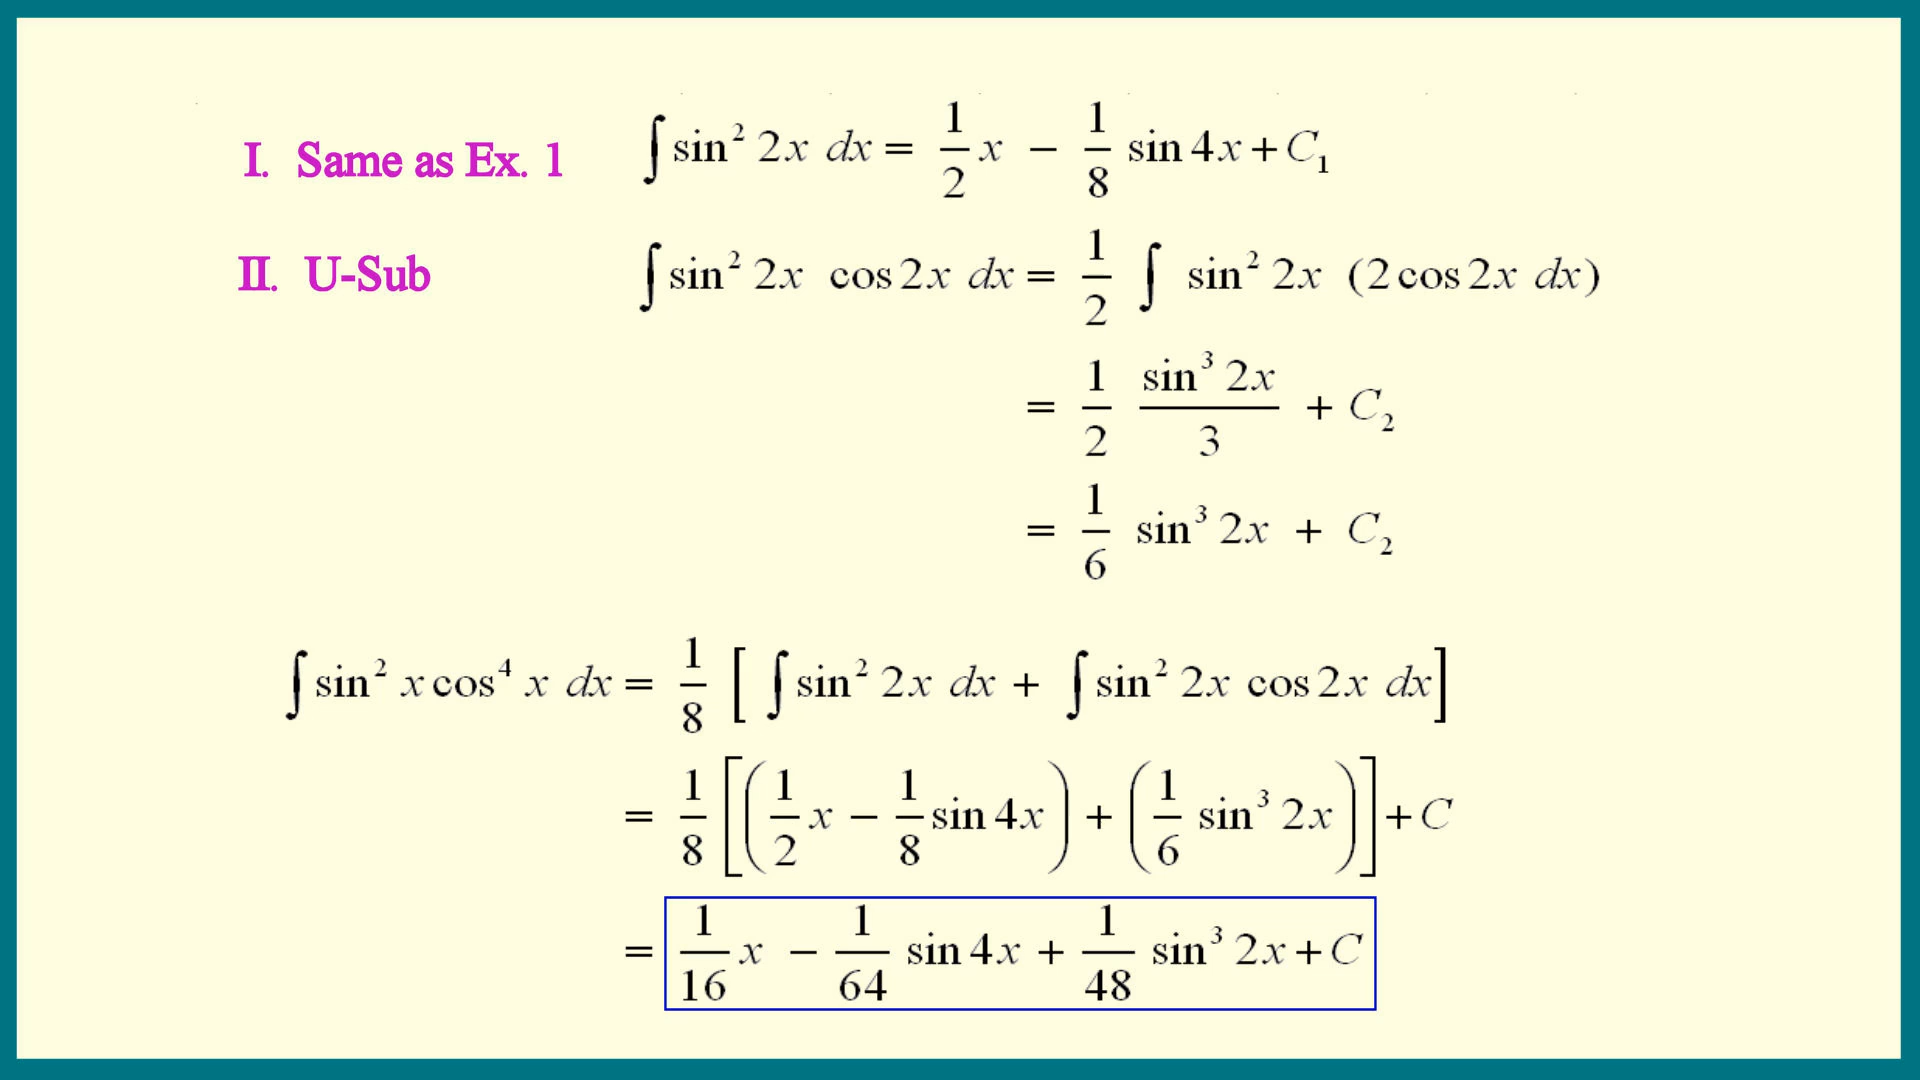 I. Same as Ex. 1 ∫ sin² 2x dx = 1/2 x − 1/8 sin 4x + C₁
II. U-Sub ∫ sin² 2x cos 2x dx = 1/2 ∫ sin² 2x (2 cos 2x dx)
= 1/2 sin³ 2x/3 + C₂
= 1/6 sin³ 2x + C₂
∫ sin² x cos⁴ x dx = 1/8 [ ∫ sin² 2x dx + ∫ sin² 2x cos 2x dx ]
= 1/8 [ ( 1/2 x − 1/8 sin 4x ) + ( 1/6 sin³ 2x ) ] + C
= 1/16 x − 1/64 sin 4x + 1/48 sin³ 2x + C